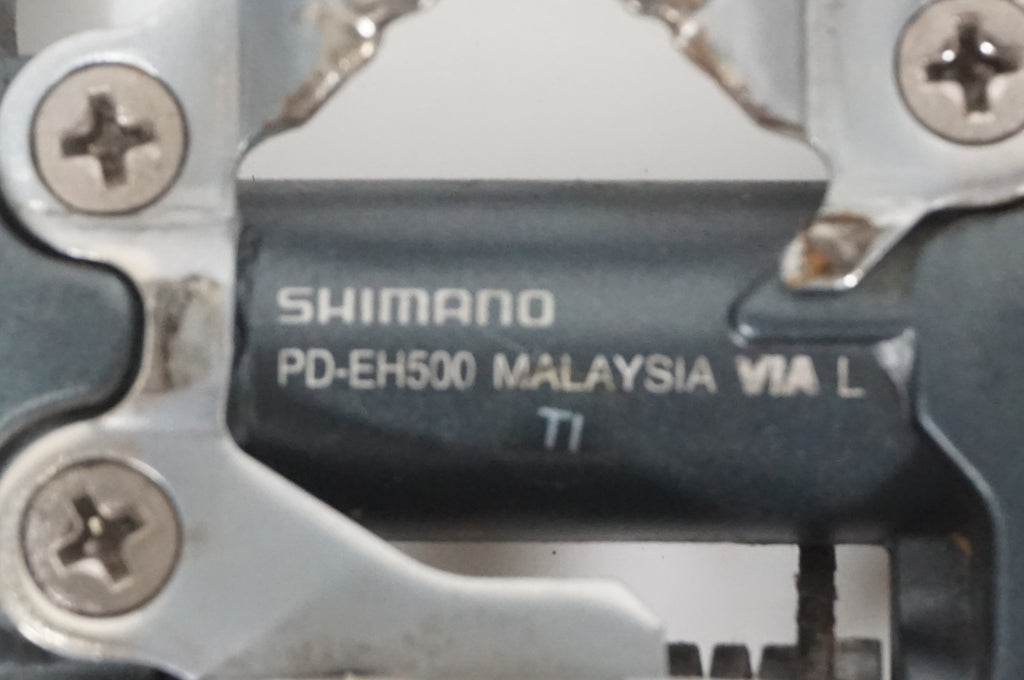 SHIMANO
PD-EH500 MALAYSIA VIA L
TI